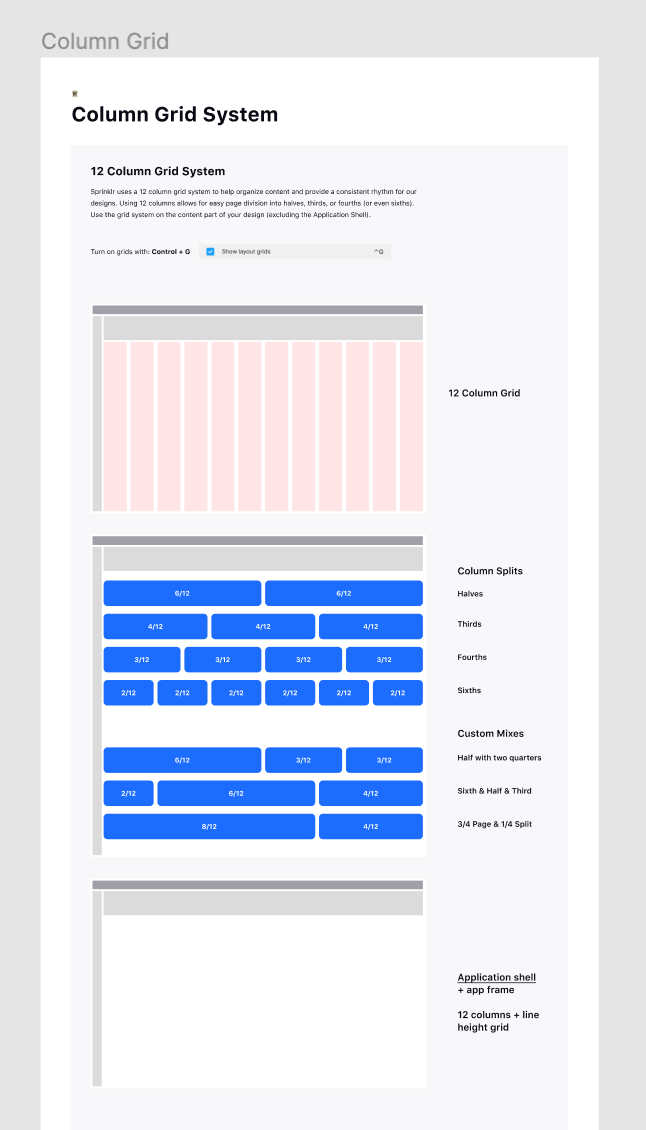 Column Grid
Column Grid System
12 Column Grid System
Sprinklr uses a 12 column grid system to help organize content and provide a consistent rhythm for our
designs. Using 12 columns allows for easy page division into halves, thirds, or fourths (or even sixths).
Use the grid system on the content part of your design (excluding the Application Shell).
Turn on grids with: Control + G
Show layout grids ^G
12 Column Grid
Column Splits
6/12 6/12 Halves
4/12 4/12 4/12 Thirds
3/12 3/12 3/12 3/12 Fourths
2/12 2/12 2/12 2/12 2/12 2/12 Sixths
Custom Mixes
6/12 3/12 3/12 Half with two quarters
2/12 6/12 4/12 Sixth & Half & Third
8/12 4/12 3/4 Page & 1/4 Split
Application shell
+ app frame
12 columns + line
height grid